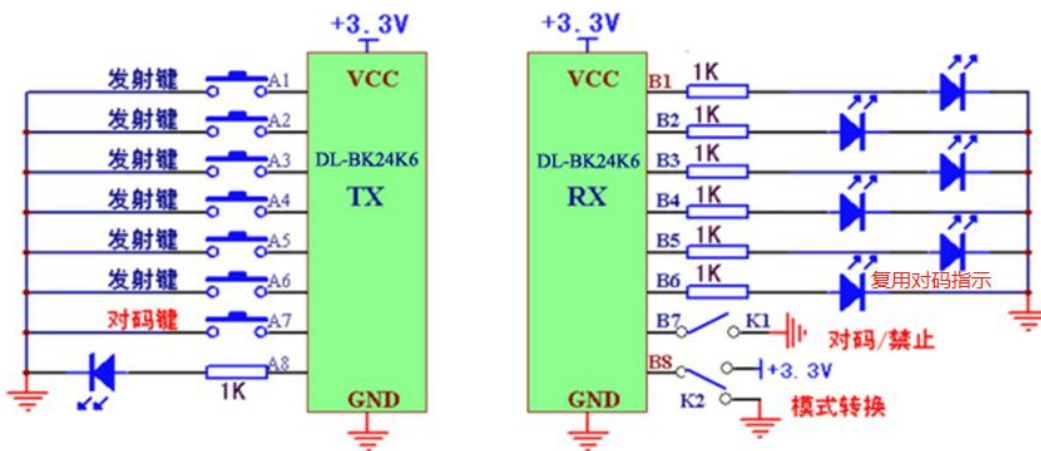 +3.3V
发射键
A1
VCC
发射键
A2
发射键
A3
DL-BK24K6
发射键
A4
TX
发射键
A5
发射键
A6
对码键
A7
A8
1K
GND
+3.3V
VCC
B1
1K
B2
1K
DL-BK24K6
B3
1K
RX
B4
1K
B5
1K
B6
1K
复用对码指示
B7
K1
对码/禁止
B8
+3.3V
K2
模式转换
GND